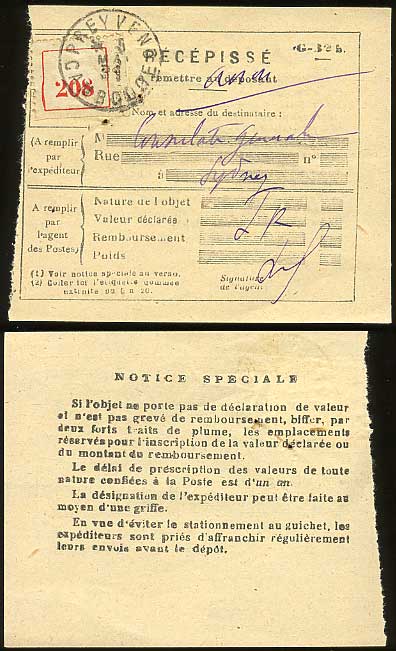 PREYVENGE
RÉCÉPISSÉ
G-32 b.
remettre au déposant
208
Nom et adresse du destinataire :
(A remplir
par
l'expéditeur
M Consulate
Rue n°
à Sydney
A remplir
par
l'agent
des Postes
Nature de l'objet
Valeur déclarée
Remboursement
Poids
(1) Voir notice spéciale au verso.
(2) Coller ici l'étiquette gommée
Signature
de l'agent
NOTICE SPECIALE
Si l'objet ne porte pas de déclaration de valeur
et n'est pas grevé de remboursement, biffer, par
deux forts traits de plume, les emplacements
réservés pour l'inscription de la valeur déclarée ou
du montant du remboursement.
Le délai de prescription des valeurs de toute
nature confiées à la Poste est d'un an.
La désignation de l'expéditeur peut être faite au
moyen d'une griffe.
En vue d'éviter le stationnement au guichet, les
expéditeurs sont priés d'affranchir régulièrement
leurs envois avant le dépôt.